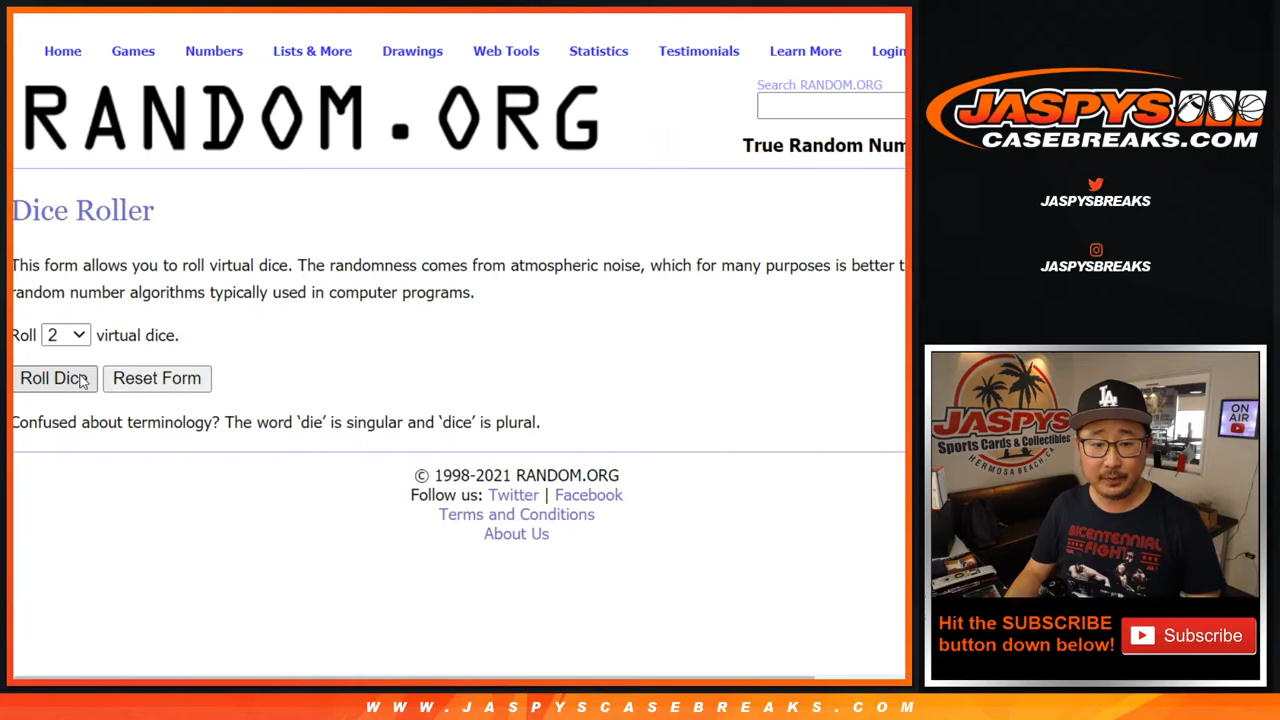 Home Games Numbers Lists & More Drawings Web Tools Statistics Testimonials Learn More Login
RANDOM.ORG
Search RANDOM.ORG
True Random Num
Dice Roller
This form allows you to roll virtual dice. The randomness comes from atmospheric noise, which for many purposes is better t
random number algorithms typically used in computer programs.
Roll 2 virtual dice.
Roll Dice Reset Form
Confused about terminology? The word ‘die’ is singular and ‘dice’ is plural.
© 1998-2021 RANDOM.ORG
Follow us: Twitter | Facebook
Terms and Conditions
About Us
JASPYS
CASEBREAKS.COM
JASPYSBREAKS
JASPYSBREAKS
JASPYS
Sports Cards & Collectibles
HERMOSA BEACH, CA
LA
ON
AIR
BICENTENNIAL
FIGHT
Hit the SUBSCRIBE
button down below!
Subscribe
WWW.JASPYSCASEBREAKS.COM